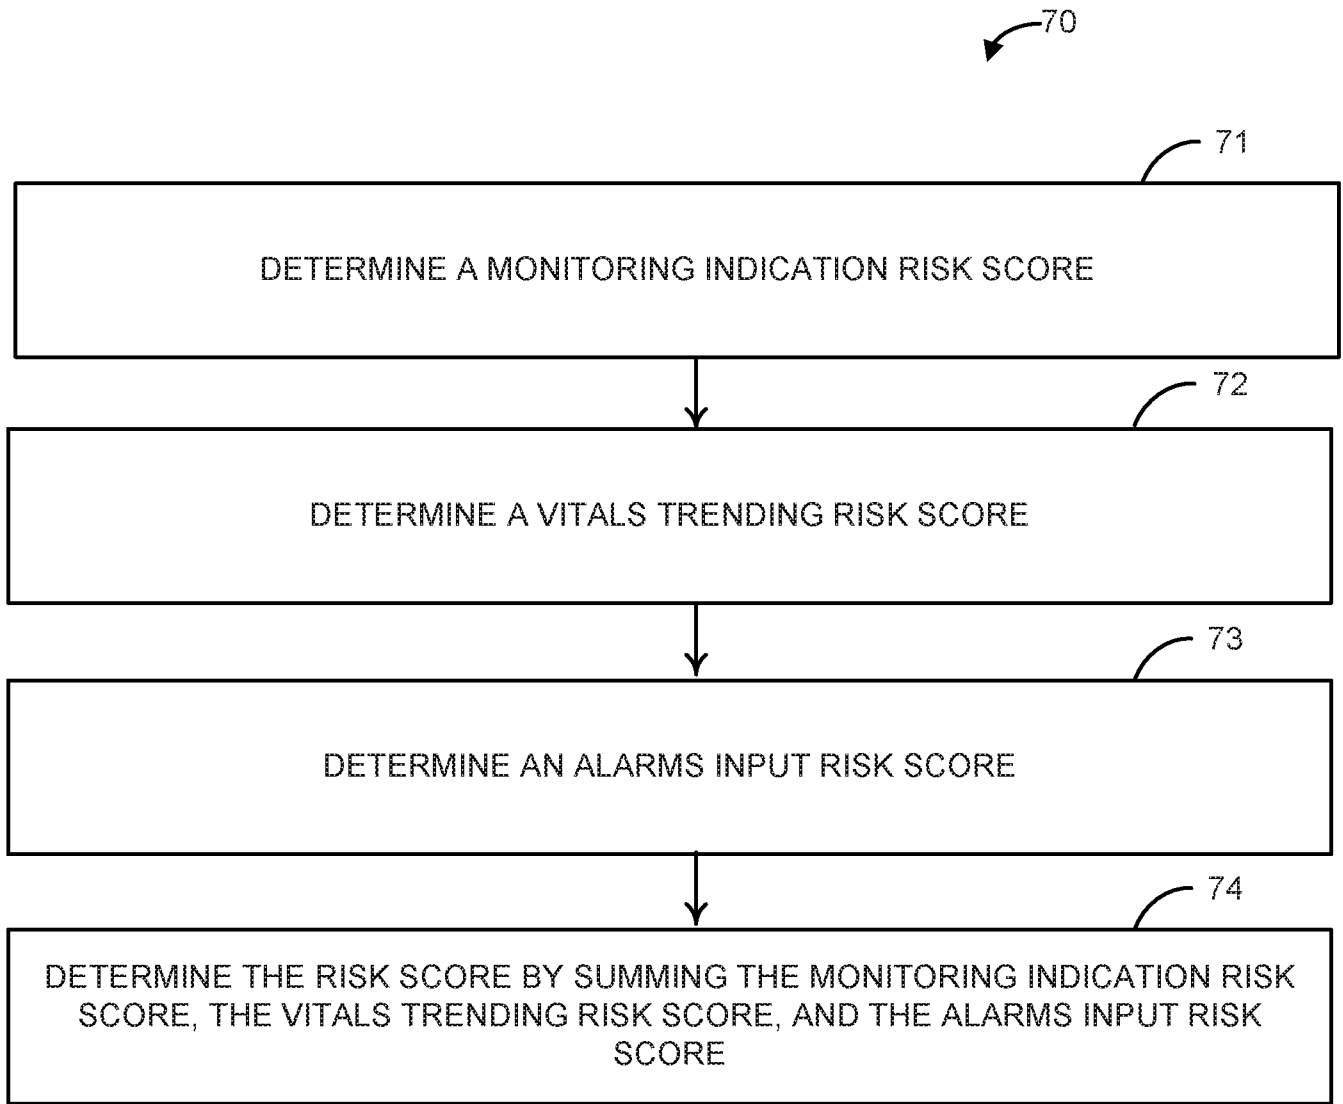 70
71
DETERMINE A MONITORING INDICATION RISK SCORE
72
DETERMINE A VITALS TRENDING RISK SCORE
73
DETERMINE AN ALARMS INPUT RISK SCORE
74
DETERMINE THE RISK SCORE BY SUMMING THE MONITORING INDICATION RISK
SCORE, THE VITALS TRENDING RISK SCORE, AND THE ALARMS INPUT RISK
SCORE